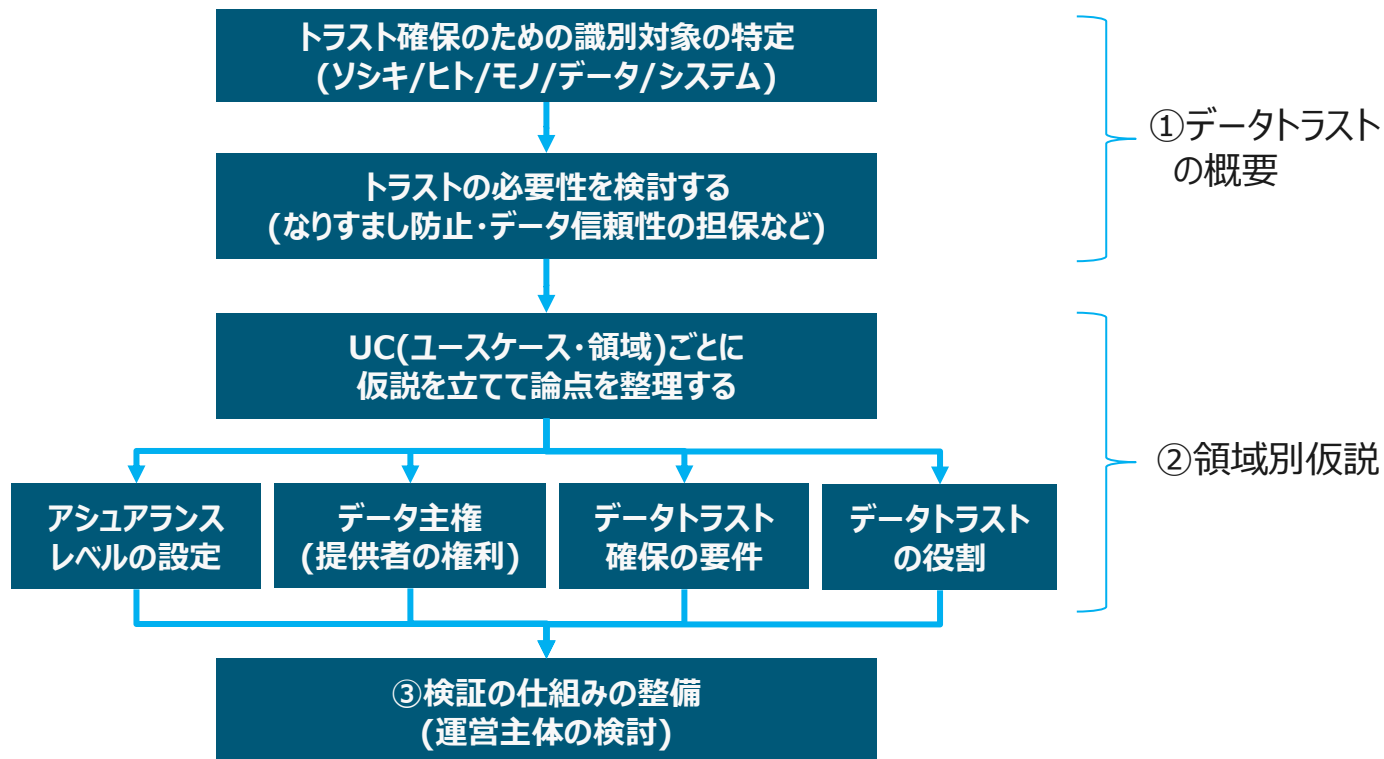 トラスト確保のための識別対象の特定
(ソシキ/ヒト/モノ/データ/システム)
①データトラスト
の概要
トラストの必要性を検討する
(なりすまし防止・データ信頼性の担保など)
UC(ユースケース・領域)ごとに
仮説を立てて論点を整理する
②領域別仮説
アシュアランス
レベルの設定
データ主権
(提供者の権利)
データトラスト
確保の要件
データトラスト
の役割
③検証の仕組みの整備
(運営主体の検討)